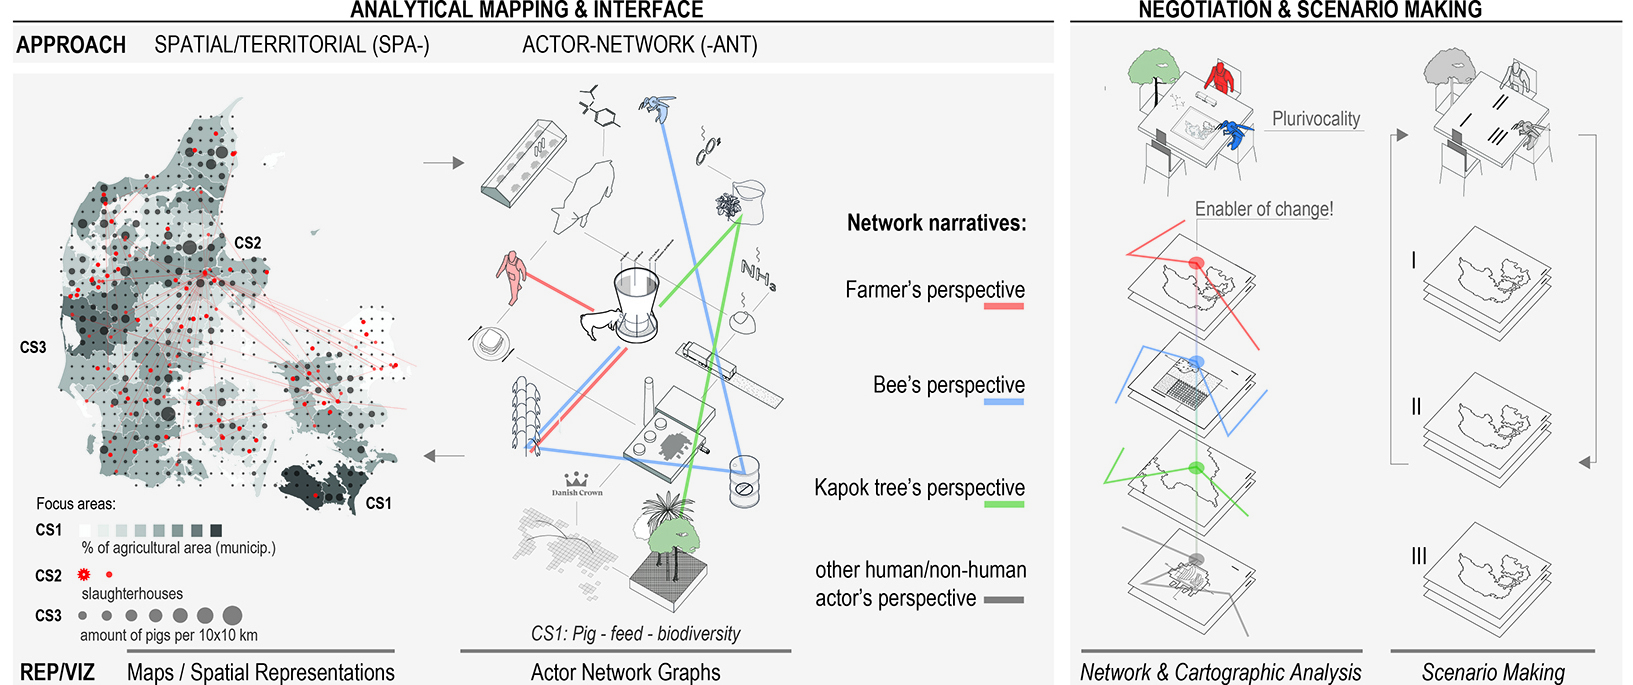 ANALYTICAL MAPPING & INTERFACE
NEGOTIATION & SCENARIO MAKING
APPROACH SPATIAL/TERRITORIAL (SPA-) ACTOR-NETWORK (-ANT)
CS2
CS3
CS1
Focus areas:
CS1
% of agricultural area (municip.)
CS2
slaughterhouses
CS3
amount of pigs per 10x10 km
NH3
Danish Crown
CS1: Pig - feed - biodiversity
Network narratives:
Farmer's perspective
Bee's perspective
Kapok tree's perspective
other human/non-human
actor's perspective
Plurivocality
Enabler of change!
I
II
III
REP/VIZ Maps / Spatial Representations Actor Network Graphs Network & Cartographic Analysis Scenario Making